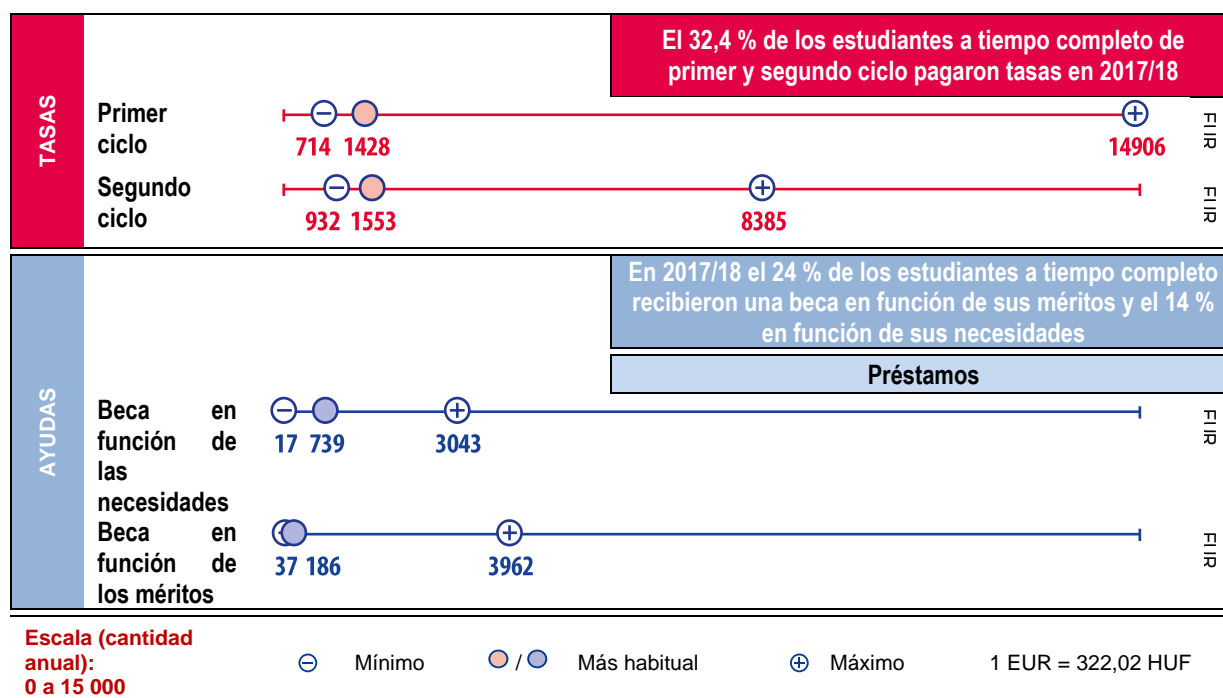 TASAS
El 32,4 % de los estudiantes a tiempo completo de
primer y segundo ciclo pagaron tasas en 2017/18
Primer
ciclo
714 1428 14906
EUR
Segundo
ciclo
932 1553 8385
EUR
AYUDAS
En 2017/18 el 24 % de los estudiantes a tiempo completo
recibieron una beca en función de sus méritos y el 14 %
en función de sus necesidades
Préstamos
Beca en
función de
las
necesidades
17 739 3043
EUR
Beca en
función de
los méritos
37 186 3962
EUR
Escala (cantidad
anual):
0 a 15 000
Mínimo / Más habitual Máximo 1 EUR = 322,02 HUF